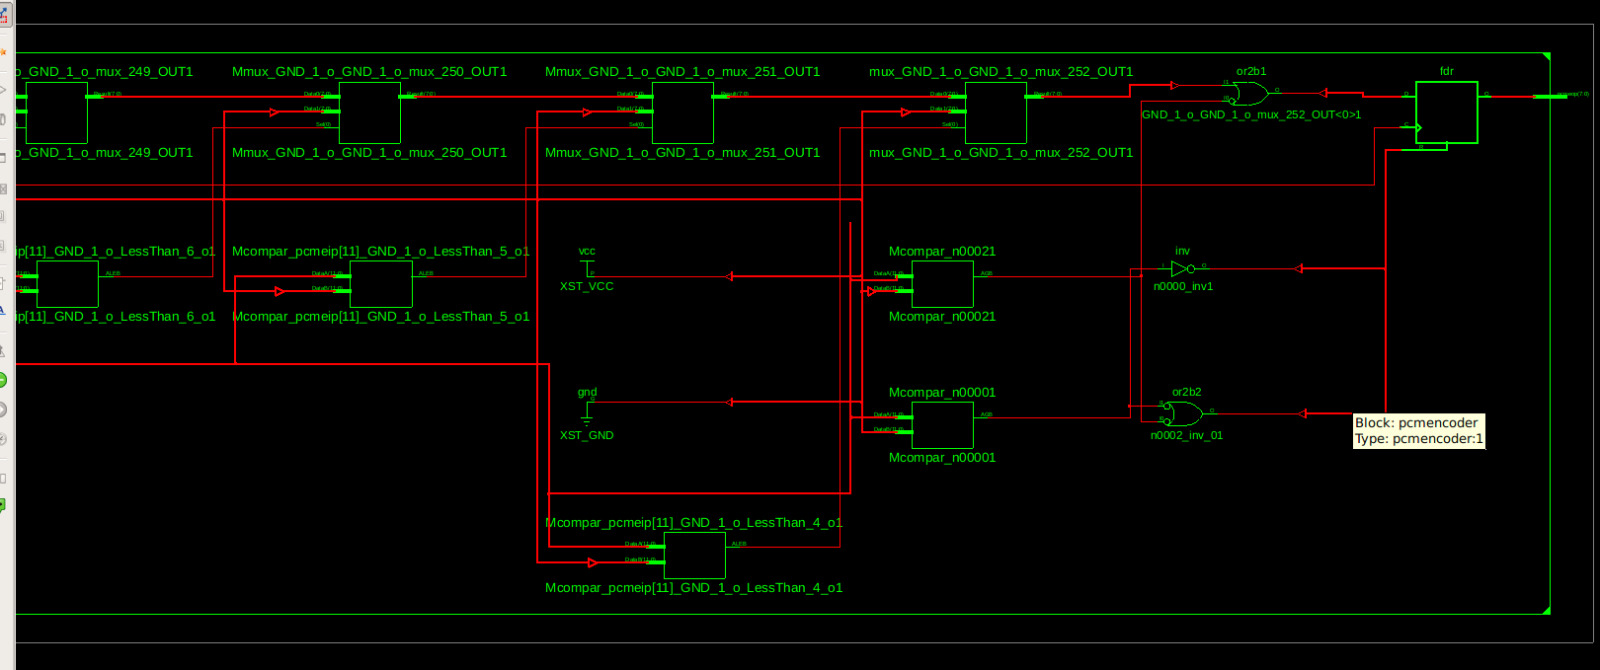 o_GND_1_o_mux_249_OUT1
Mmux_GND_1_o_GND_1_o_mux_250_OUT1
Mmux_GND_1_o_GND_1_o_mux_251_OUT1
mux_GND_1_o_GND_1_o_mux_252_OUT1
or2b1
fdr
GND_1_o_GND_1_o_mux_252_OUT<0>1
o_GND_1_o_mux_249_OUT1
Mmux_GND_1_o_GND_1_o_mux_250_OUT1
Mmux_GND_1_o_GND_1_o_mux_251_OUT1
mux_GND_1_o_GND_1_o_mux_252_OUT1
ip[11]_GND_1_o_LessThan_6_o1
Mcompar_pcmeip[11]_GND_1_o_LessThan_5_o1
vcc
Mcompar_n00021
inv
XST_VCC
n0000_inv1
ip[11]_GND_1_o_LessThan_6_o1
Mcompar_pcmeip[11]_GND_1_o_LessThan_5_o1
Mcompar_n00021
gnd
Mcompar_n00001
or2b2
XST_GND
n0002_inv_01
Block: pcmencoder
Type: pcmencoder:1
Mcompar_n00001
Mcompar_pcmeip[11]_GND_1_o_LessThan_4_o1
Mcompar_pcmeip[11]_GND_1_o_LessThan_4_o1